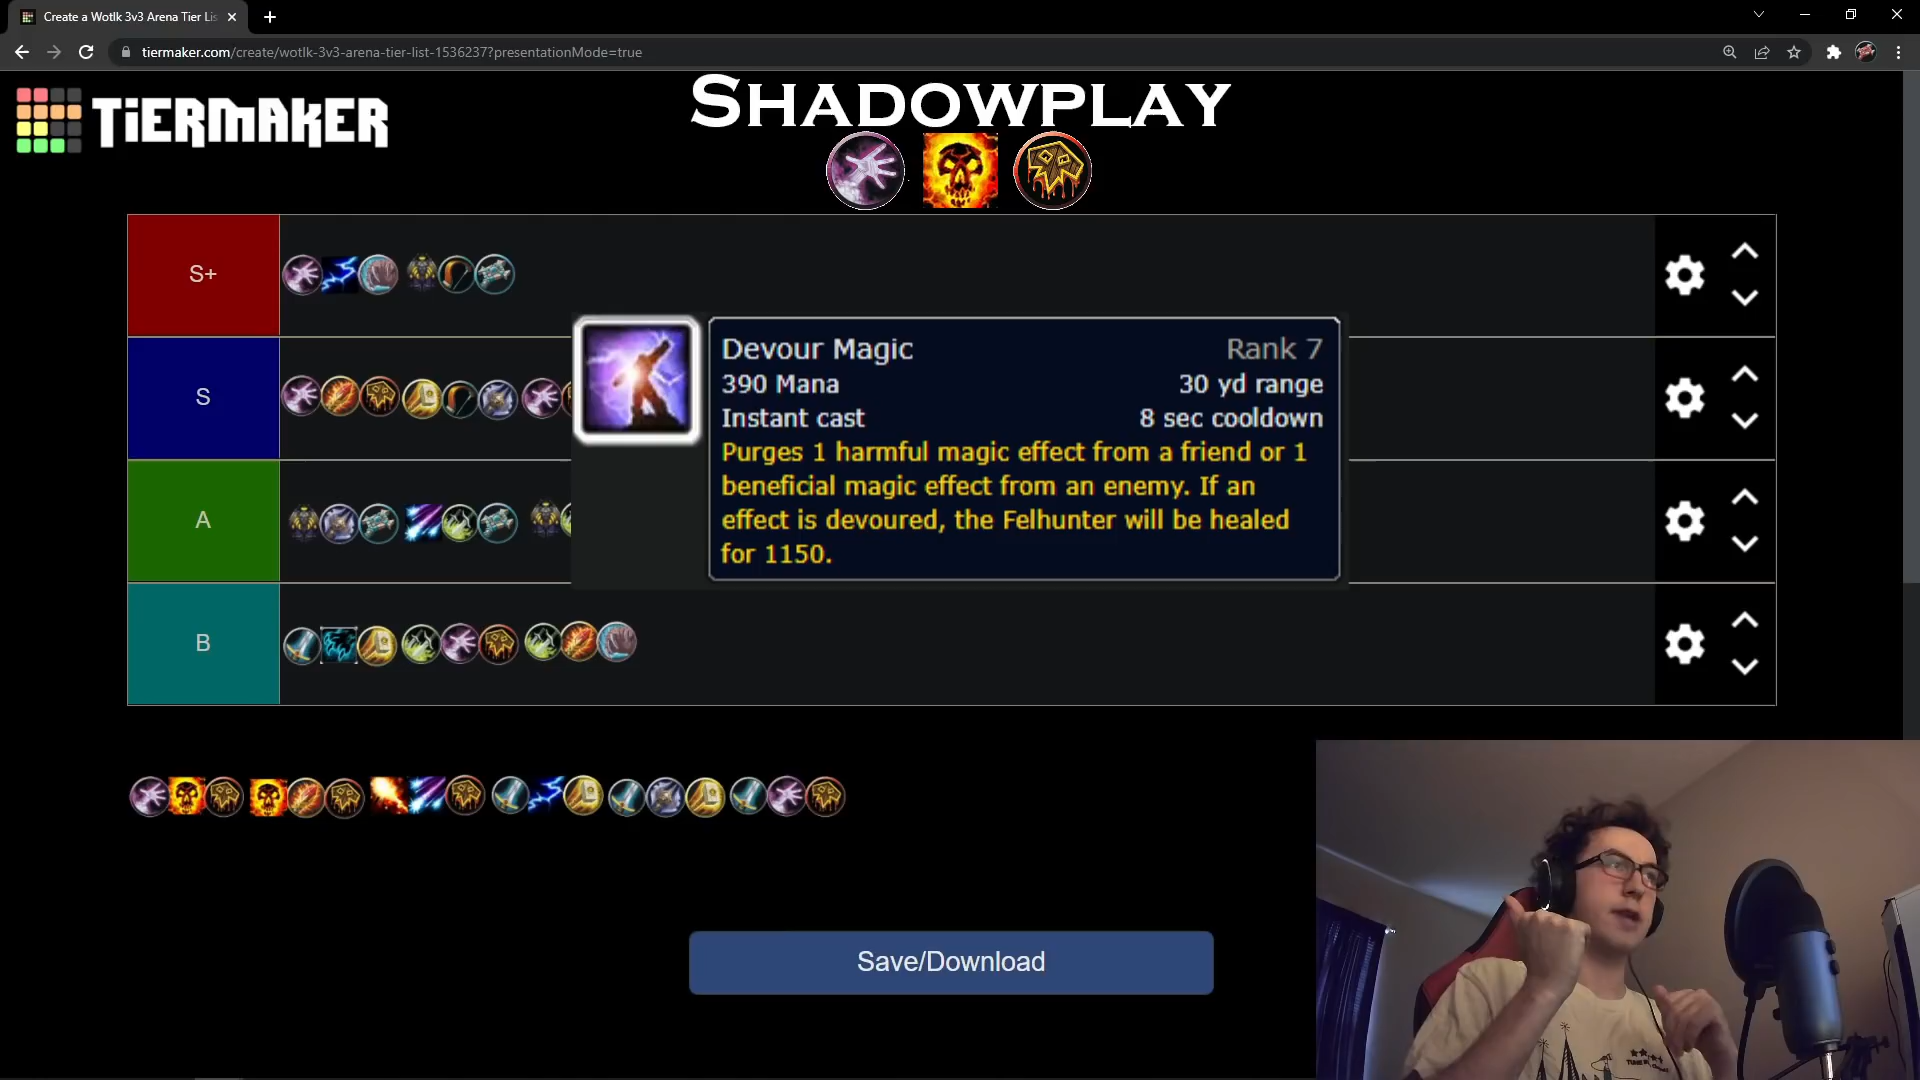 Create a Wotlk 3v3 Arena Tier Lis
tiermaker.com/create/wotlk-3v3-arena-tier-list-1536237?presentationMode=true
TiERMAKER
SHADOWPLAY
S+
S
A
B
Devour Magic Rank 7
390 Mana 30 yd range
Instant cast 8 sec cooldown
Purges 1 harmful magic effect from a friend or 1
beneficial magic effect from an enemy. If an
effect is devoured, the Felhunter will be healed
for 1150.
Save/Download